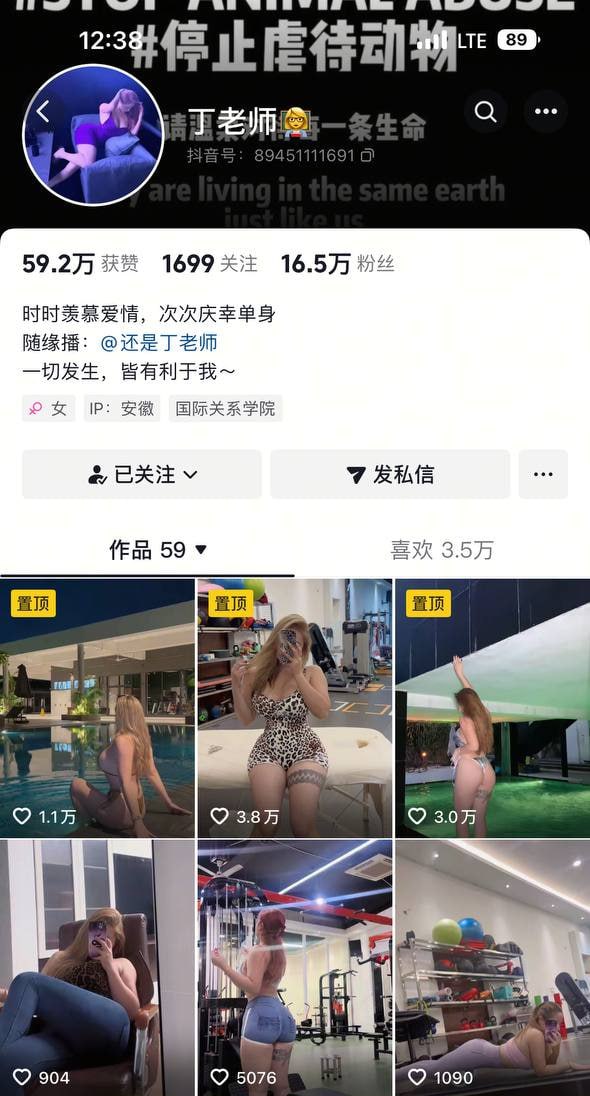 #STOP ANIMAL ABUSE
12:38
LTE 89
#停止虐待动物
丁老师
一条生命
抖音号：89451111691
are living in the same earth
just like us
59.2万 获赞 1699 关注 16.5万 粉丝
时时羡慕爱情，次次庆幸单身
随缘播：@还是丁老师
一切发生，皆有利于我～
女 IP：安徽 国际关系学院
已关注 发私信
作品 59 喜欢 3.5万
置顶 置顶 置顶
1.1万 3.8万 3.0万
904 5076 1090